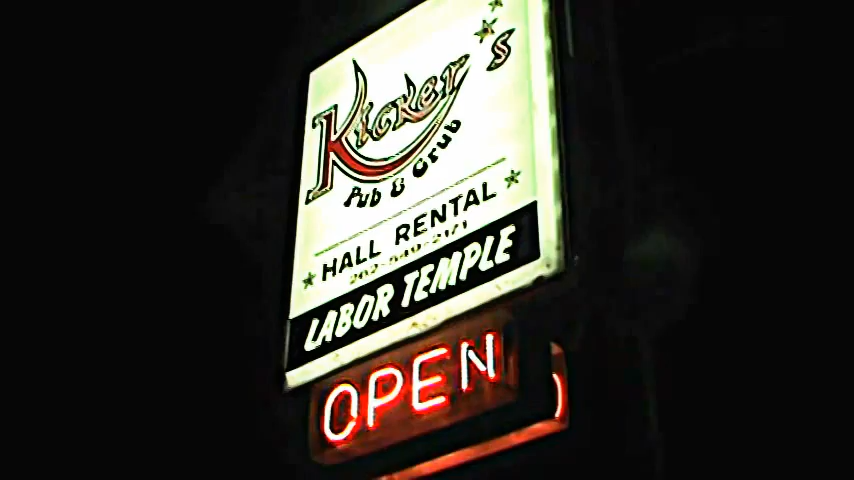 Kicker's
Pub & Grub
HALL RENTAL
LABOR TEMPLE
OPEN